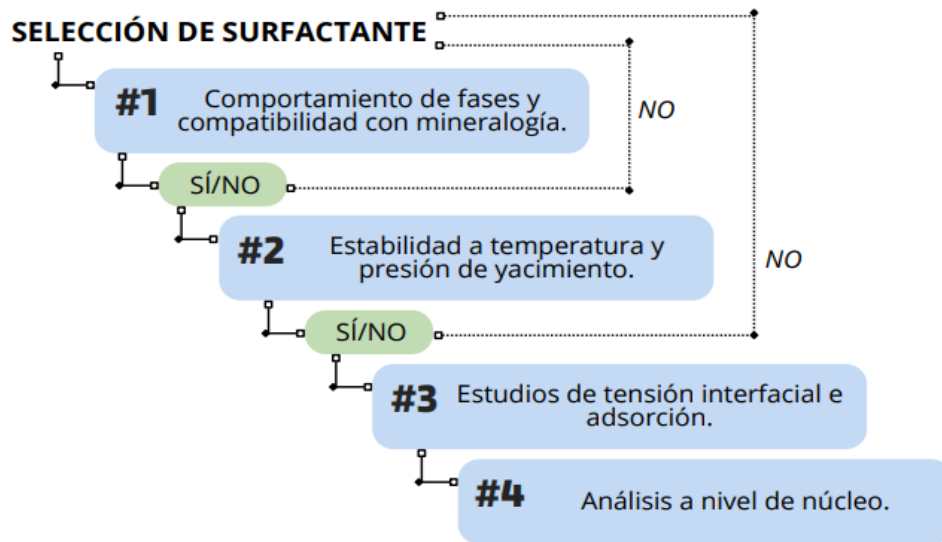 SELECCIÓN DE SURFACTANTE
#1 Comportamiento de fases y
compatibilidad con mineralogía.
NO
SÍ/NO
#2 Estabilidad a temperatura y
presión de yacimiento.
NO
SÍ/NO
#3 Estudios de tensión interfacial e
adsorción.
#4 Análisis a nivel de núcleo.